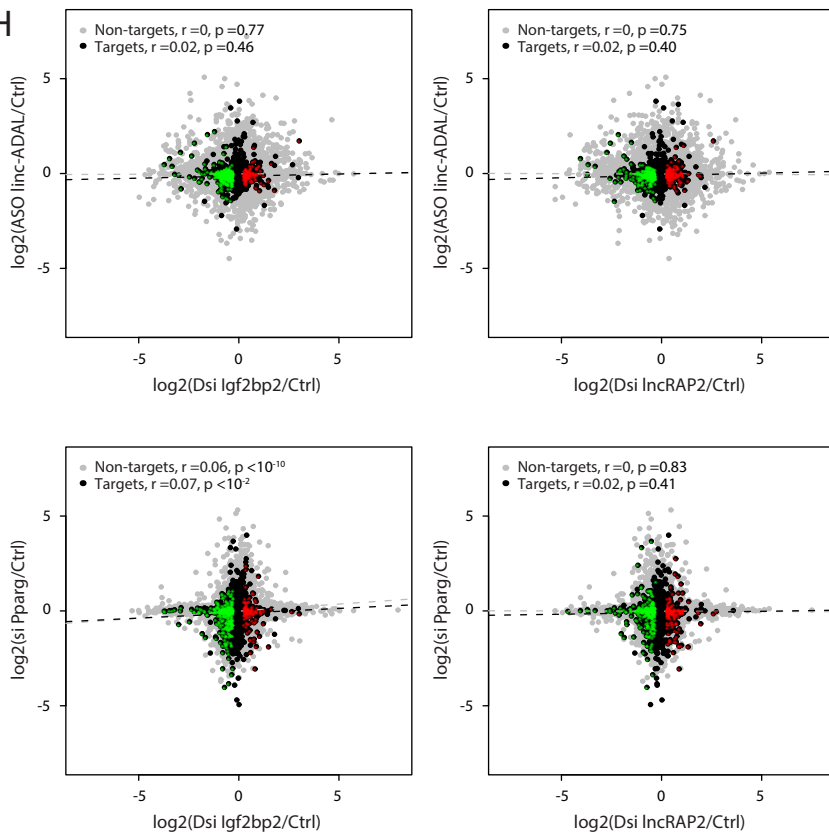 H
Non-targets, r =0, p =0.77
Targets, r =0.02, p =0.46
log2(ASO linc-ADAL/Ctrl)
5
0
-5
-5 0 5
log2(Dsi Igf2bp2/Ctrl)
Non-targets, r =0, p =0.75
Targets, r =0.02, p =0.40
log2(ASO linc-ADAL/Ctrl)
5
0
-5
-5 0 5
log2(Dsi lncRAP2/Ctrl)
Non-targets, r =0.06, p <10⁻¹⁰
Targets, r =0.07, p <10⁻²
log2(si Pparg/Ctrl)
5
0
-5
-5 0 5
log2(Dsi Igf2bp2/Ctrl)
Non-targets, r =0, p =0.83
Targets, r =0.02, p =0.41
log2(si Pparg/Ctrl)
5
0
-5
-5 0 5
log2(Dsi lncRAP2/Ctrl)